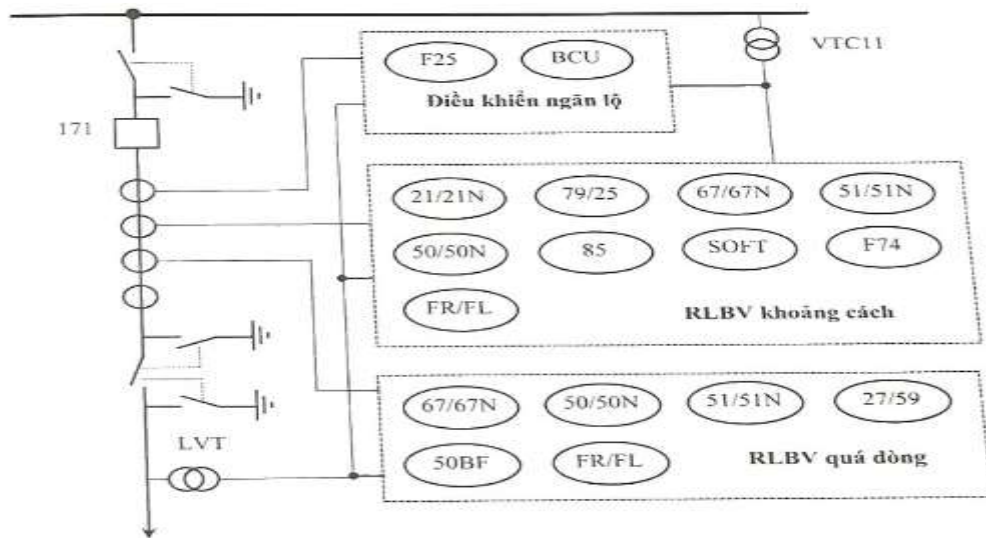 VTC11
F25 BCU
Điều khiển ngăn lộ
171
21/21N 79/25 67/67N 51/51N
50/50N 85 SOFT F74
FR/FL RLBV khoảng cách
67/67N 50/50N 51/51N 27/59
LVT
50BF FR/FL RLBV quá dòng